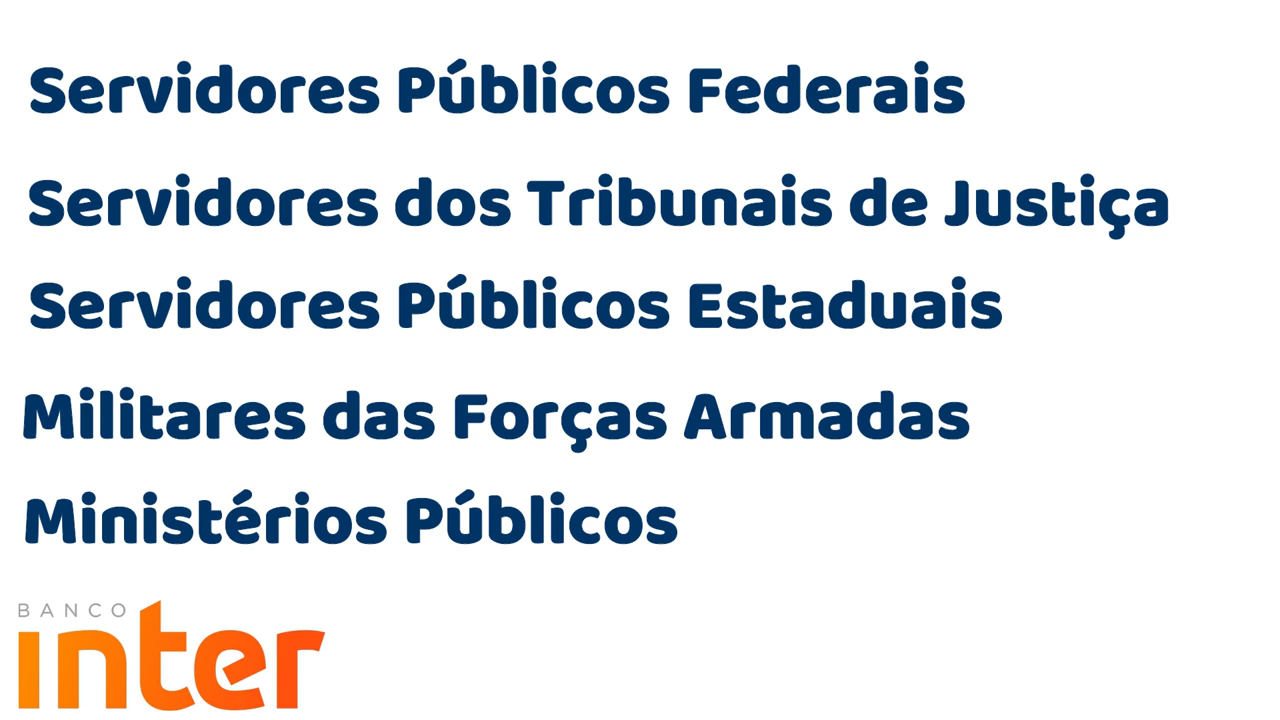 Servidores Públicos Federais
Servidores dos Tribunais de Justiça
Servidores Públicos Estaduais
Militares das Forças Armadas
Ministérios Públicos
BANCO
inter